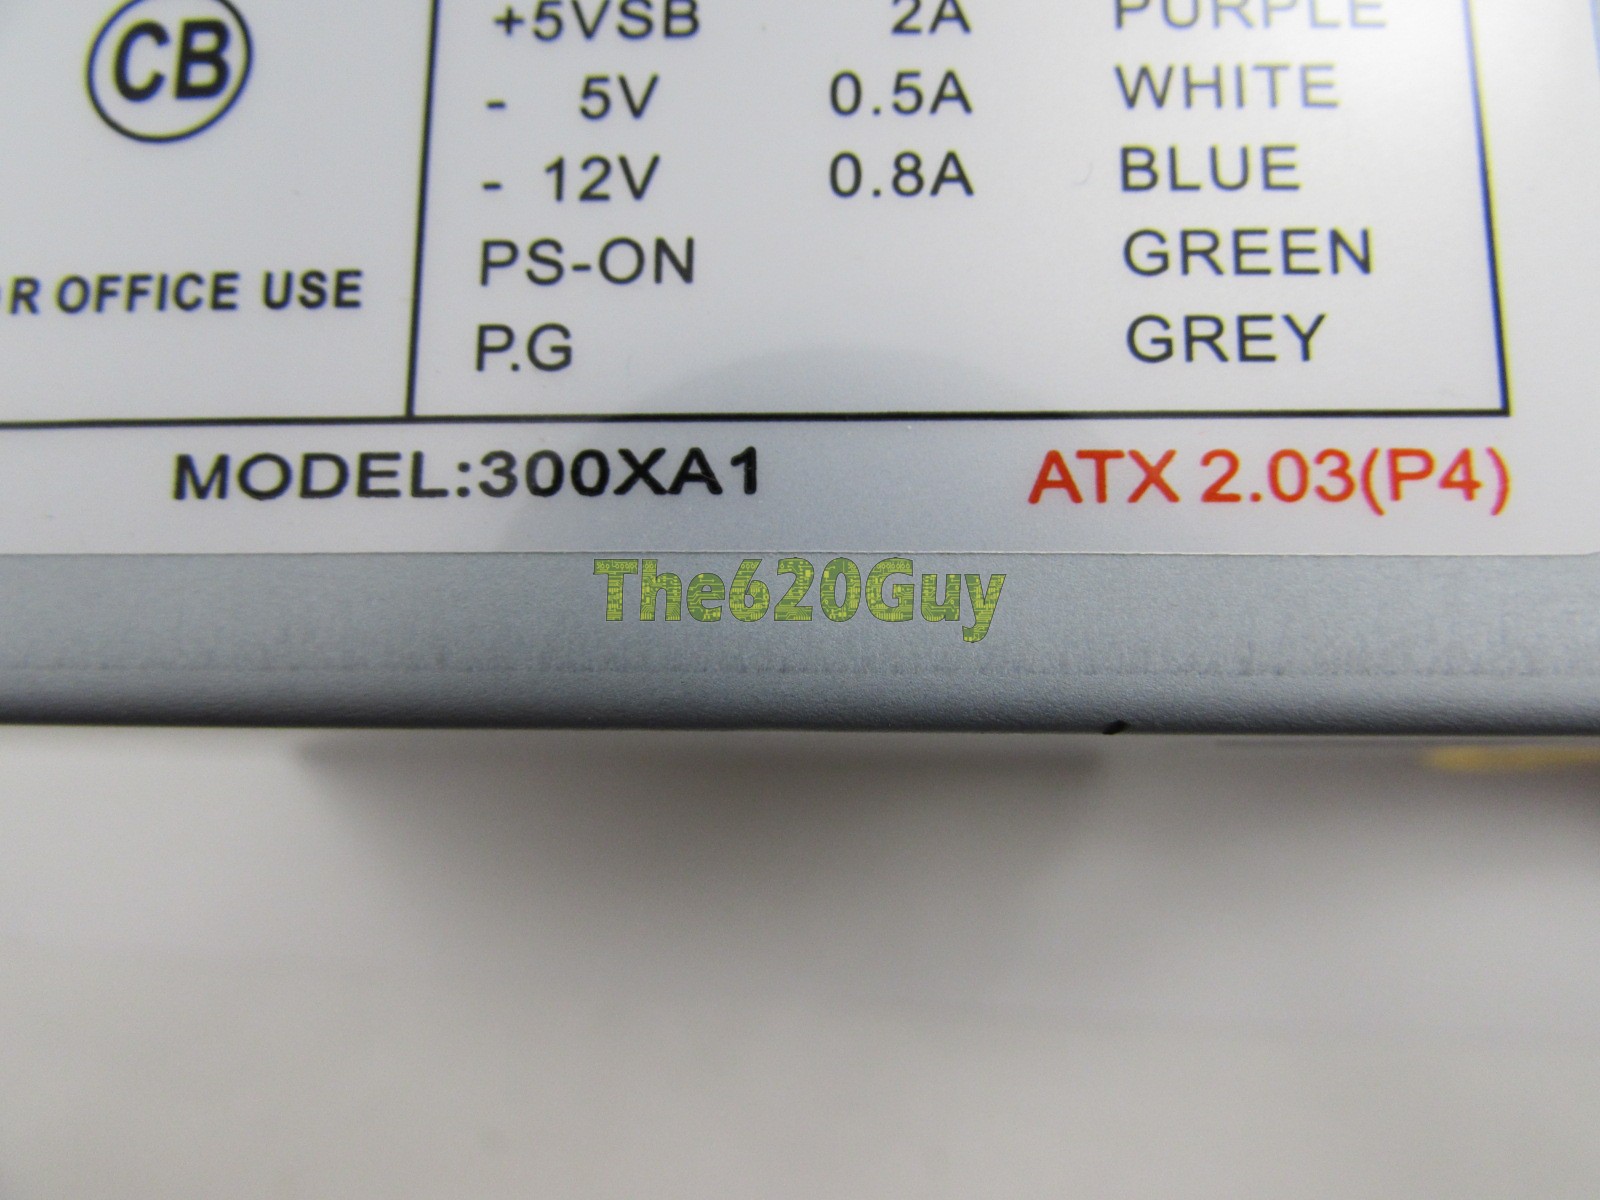 CB
+5VSB 2A PURPLE
- 5V 0.5A WHITE
- 12V 0.8A BLUE
PS-ON GREEN
P.G GREY
OFFICE USE
MODEL:300XA1 ATX 2.03(P4)
The620Guy